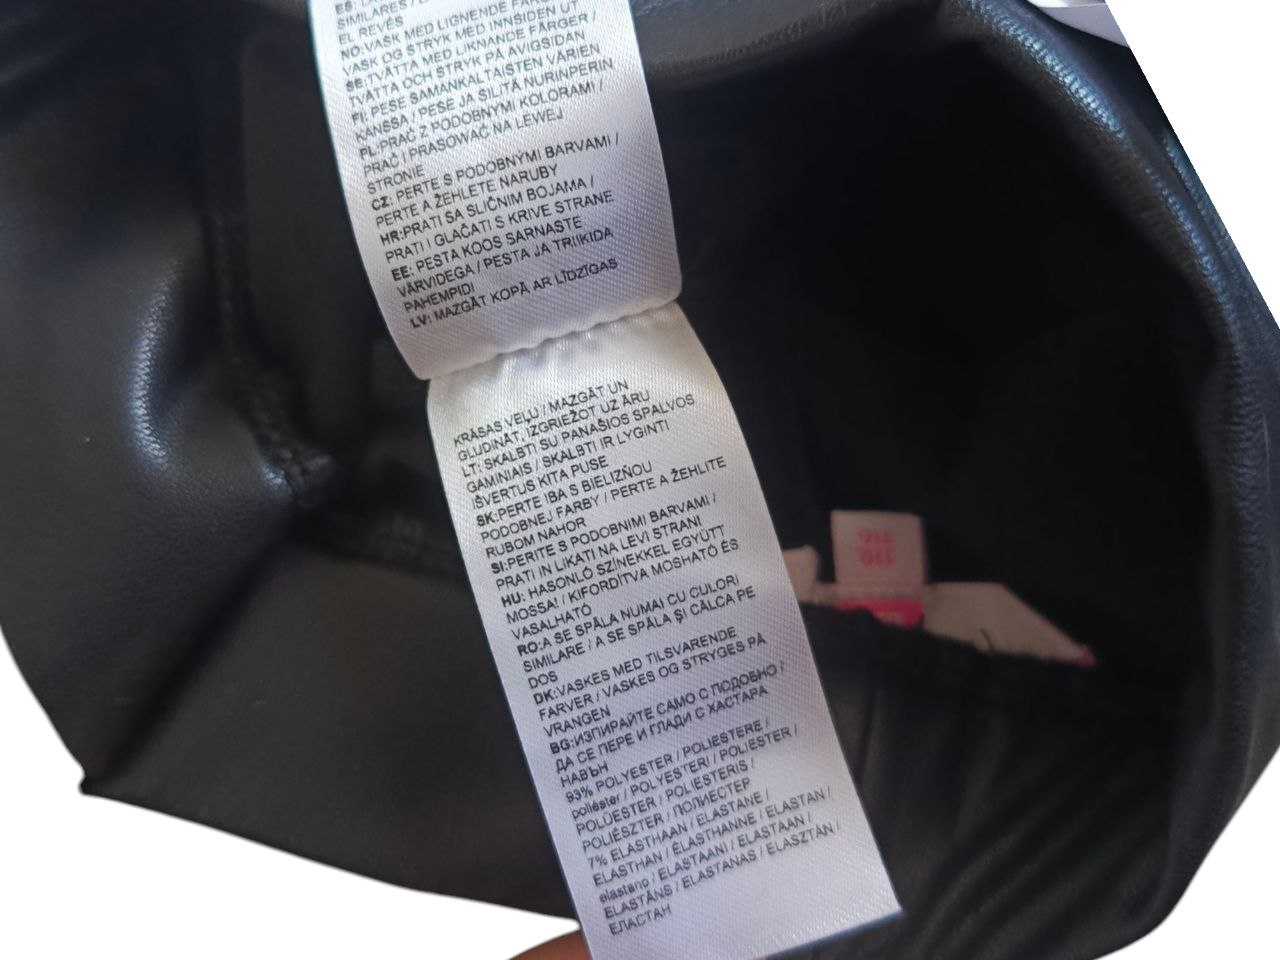 SIMILARES /
EL REVÉS
NO:VASK MED LIGNENDE
VASK OG STRYK MED INNSIDEN UT
SE:TVÄTTA MED LIKNANDE FÄRGER /
TVÄTTA OCH STRYK PÅ AVIGSIDAN
FI: PESE SAMANKALTAISTEN VÄRIEN
KANSSA / PESE JA SILITÄ NURINPERIN
PL:PRAĆ Z PODOBNYMI KOLORAMI /
PRAĆ I PRASOWAĆ NA LEWEJ
STRONIE
CZ: PERTE S PODOBNÝMI BARVAMI /
PERTE A ŽEHLETE NARUBY
HR:PRATI SA SLIČNIM BOJAMA /
PRATI I GLAČATI S KRIVE STRANE
EE: PESTA KOOS SARNASTE
VÄRVIDEGA / PESTA JA TRIIKIDA
PAHEMPIDI
LV: MAZGĀT KOPĀ AR LĪDZĪGAS
KRĀSAS VEĻU / MAZGĀT UN
GLUDINĀT, IZGRIEŽOT UZ ĀRU
LT: SKALBTI SU PANAŠIOS SPALVOS
GAMINIAIS / SKALBTI IR LYGINTI
IŠVERTUS KITA PUSE
SK:PERTE IBA S BIELIZŇOU
PODOBNEJ FARBY / PERTE A ŽEHLITE
RUBOM NAHOR
SI:PERITE S PODOBNIMI BARVAMI /
PRATI IN LIKATI NA LEVI STRANI
HU: HASONLÓ SZÍNEKKEL EGYÜTT
MOSSA! / KIFORDÍTVA MOSHATÓ ÉS
VASALHATÓ
RO:A SE SPĂLA NUMAI CU CULORI
SIMILARE / A SE SPĂLA ŞI CĂLCA PE
DOS
DK:VASKES MED TILSVARENDE
FARVER / VASKES OG STRYGES PÅ
VRANGEN
BG:ИЗПИРАЙТЕ САМО С ПОДОБНО /
ДА СЕ ПЕРЕ И ГЛАДИ С ХАСТАРА
НАВЪН
93% POLYESTER / POLIESTERE /
poliéster / POLYESTERI / POLIESTER /
POLÜESTER / POLIESTERIS /
POLIÉSZTER / ПОЛИЕСТЕР
7% ELASTHAAN / ELASTANE /
ELASTHAN / ÉLASTHANNE / ELASTAN /
elastano / ELASTAANI / ELASTAAN /
ELASTĀNS / ELASTANAS / ELASZTÁN /
ЕЛАСТАН
110
116